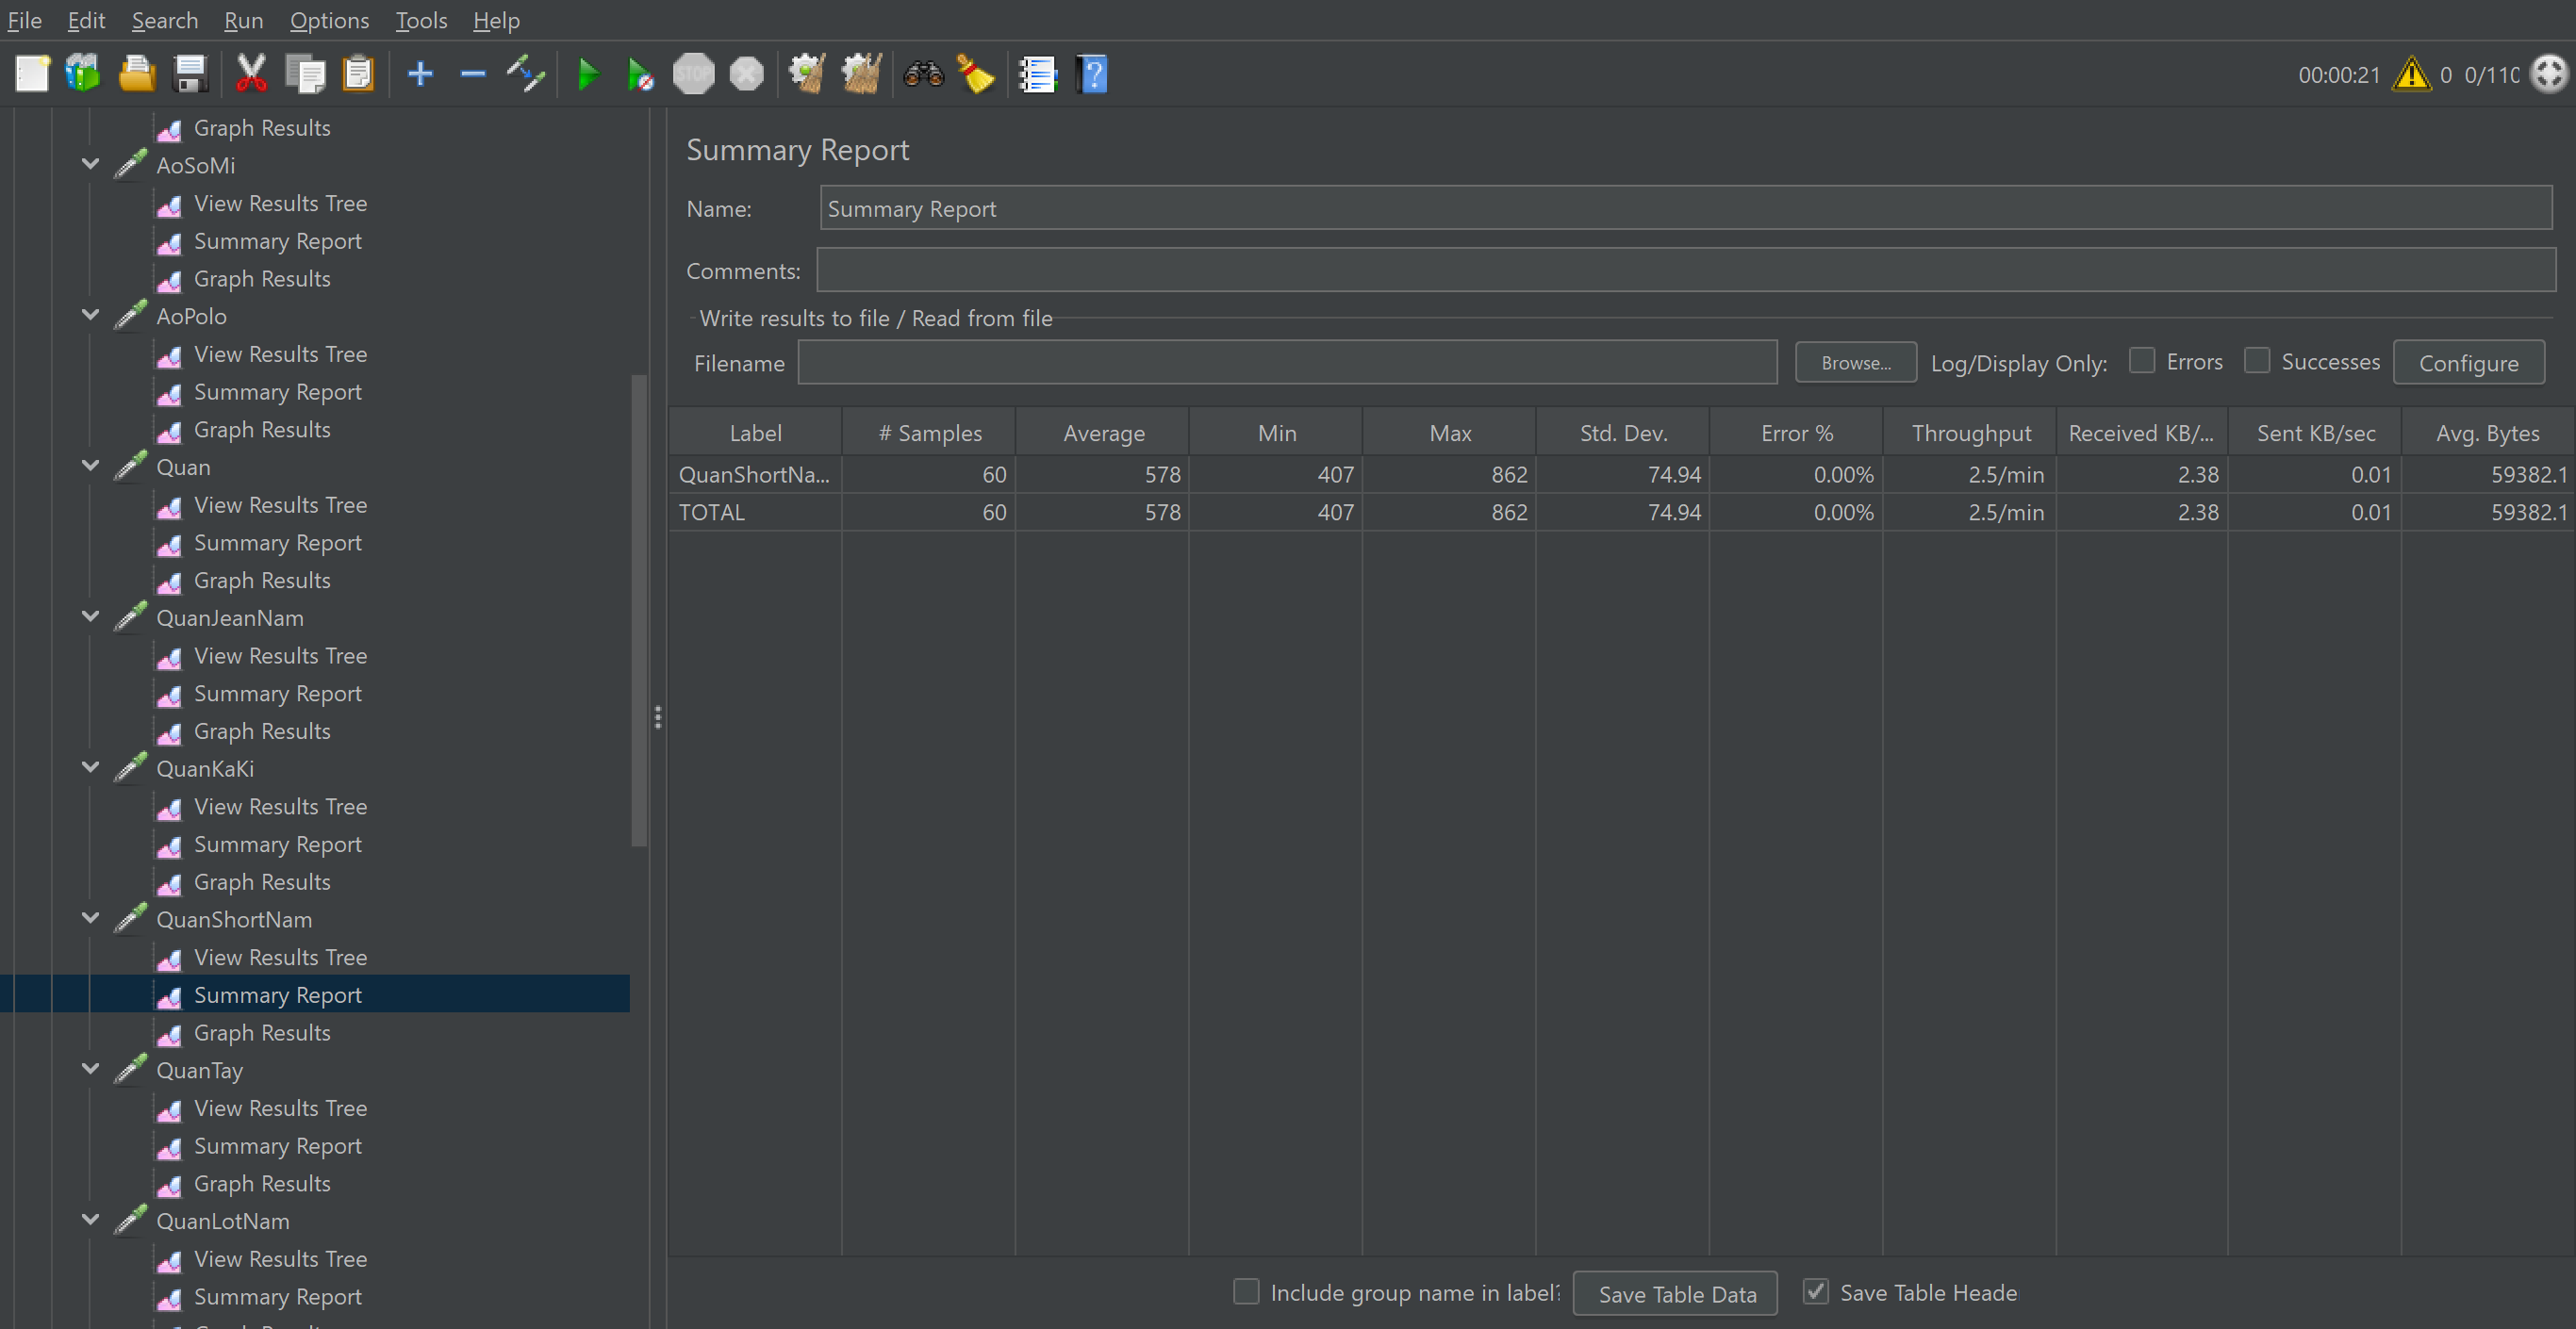 File Edit Search Run Options Tools Help
STOP
00:00:21 0 0/110
Graph Results
AoSoMi
View Results Tree
Summary Report
Graph Results
AoPolo
View Results Tree
Summary Report
Graph Results
Quan
View Results Tree
Summary Report
Graph Results
QuanJeanNam
View Results Tree
Summary Report
Graph Results
QuanKaKi
View Results Tree
Summary Report
Graph Results
QuanShortNam
View Results Tree
Summary Report
Graph Results
QuanTay
View Results Tree
Summary Report
Graph Results
QuanLotNam
View Results Tree
Summary Report
Summary Report
Name: Summary Report
Comments:
Write results to file / Read from file
Filename Browse... Log/Display Only: Errors Successes Configure
Label # Samples Average Min Max Std. Dev. Error % Throughput Received KB/... Sent KB/sec Avg. Bytes
QuanShortNa... 60 578 407 862 74.94 0.00% 2.5/min 2.38 0.01 59382.1
TOTAL 60 578 407 862 74.94 0.00% 2.5/min 2.38 0.01 59382.1
Include group name in label? Save Table Data Save Table Heade